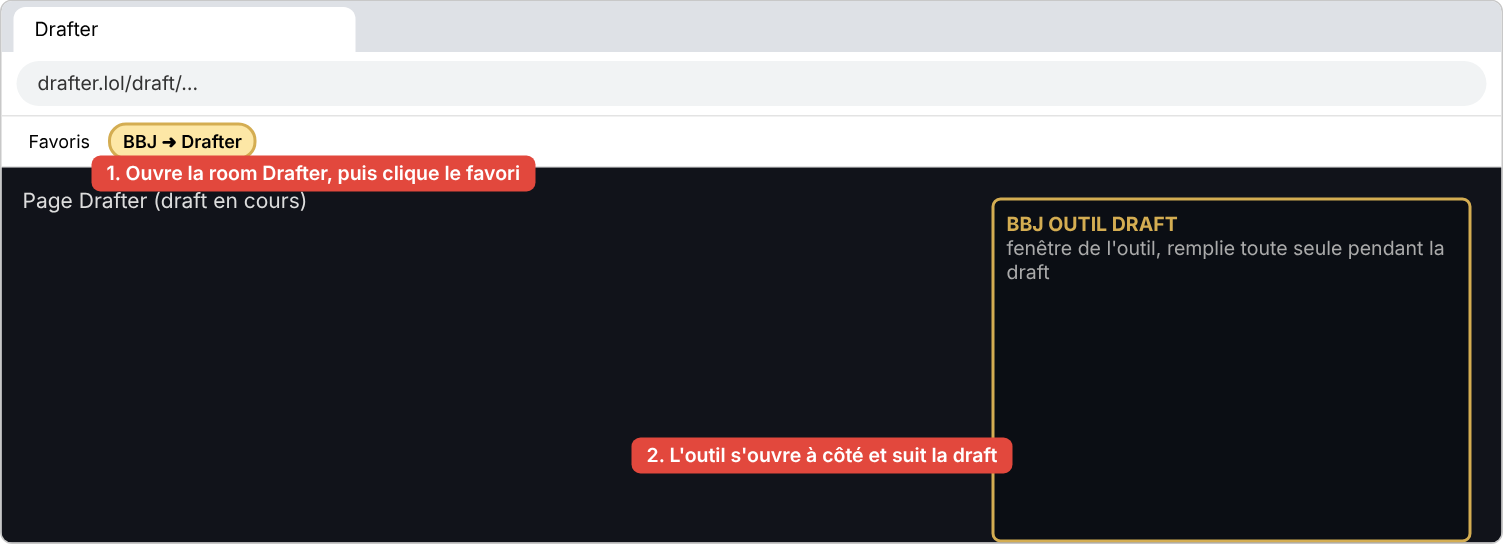 Drafter
drafter.lol/draft/...
Favoris
BBJ ➜ Drafter
1. Ouvre la room Drafter, puis clique le favori
Page Drafter (draft en cours)
BBJ OUTIL DRAFT
fenêtre de l'outil, remplie toute seule pendant la
draft
2. L'outil s'ouvre à côté et suit la draft